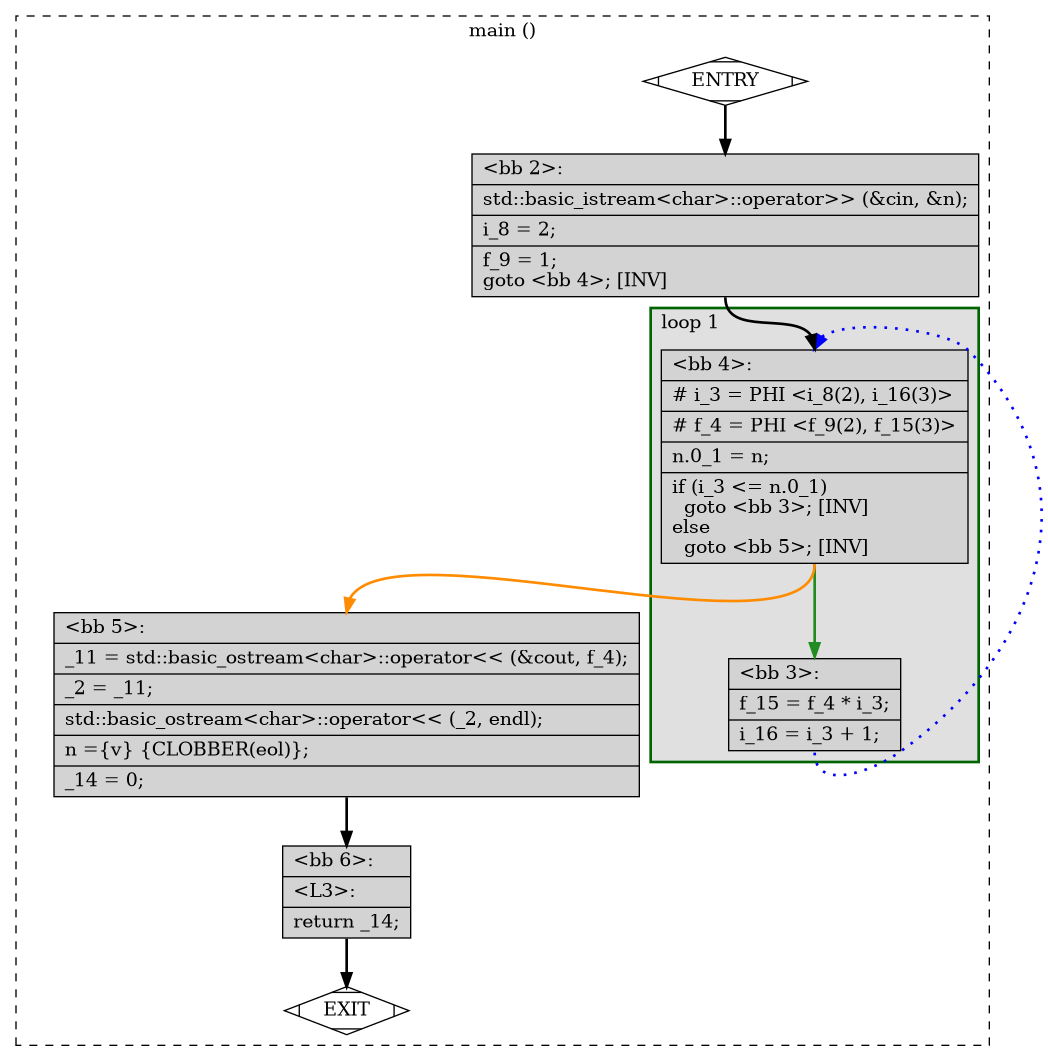 main ()
ENTRY
<bb 2>:
std::basic_istream<char>::operator>> (&cin, &n);
i_8 = 2;
f_9 = 1;
goto <bb 4>; [INV]
loop 1
<bb 4>:
# i_3 = PHI <i_8(2), i_16(3)>
# f_4 = PHI <f_9(2), f_15(3)>
n.0_1 = n;
if (i_3 <= n.0_1)
  goto <bb 3>; [INV]
else
  goto <bb 5>; [INV]
<bb 3>:
f_15 = f_4 * i_3;
i_16 = i_3 + 1;
<bb 5>:
_11 = std::basic_ostream<char>::operator<< (&cout, f_4);
_2 = _11;
std::basic_ostream<char>::operator<< (_2, endl);
n ={v} {CLOBBER(eol)};
_14 = 0;
<bb 6>:
<L3>:
return _14;
EXIT